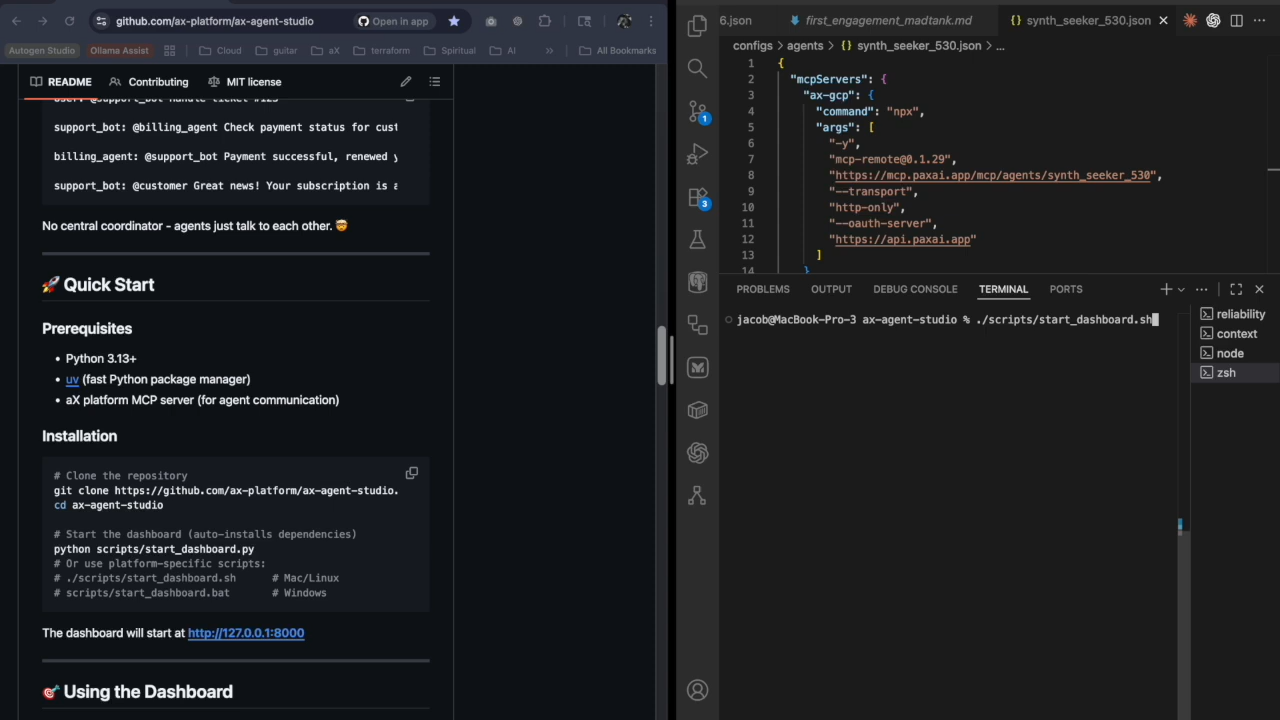 github.com/ax-platform/ax-agent-studio
Open in app
Autogen Studio
Ollama Assist
Cloud
guitar
aX
terraform
Spiritual
AI
»
All Bookmarks
README
Contributing
MIT license
user: @support_bot handle ticket #123
support_bot: @billing_agent Check payment status for cust
billing_agent: @support_bot Payment successful, renewed y
support_bot: @customer Great news! Your subscription is a
No central coordinator - agents just talk to each other. 🤯
🚀 Quick Start
Prerequisites
• Python 3.13+
• uv (fast Python package manager)
• aX platform MCP server (for agent communication)
Installation
# Clone the repository
git clone https://github.com/ax-platform/ax-agent-studio.
cd ax-agent-studio
# Start the dashboard (auto-installs dependencies)
python scripts/start_dashboard.py
# Or use platform-specific scripts:
# ./scripts/start_dashboard.sh # Mac/Linux
# scripts/start_dashboard.bat # Windows
The dashboard will start at http://127.0.0.1:8000
🎯 Using the Dashboard
6.json
first_engagement_madtank.md
{} synth_seeker_530.json
configs > agents > {} synth_seeker_530.json > ...
1 {
2 "mcpServers": {
3 "ax-gcp": {
4 "command": "npx",
5 "args": [
6 "-y",
7 "mcp-remote@0.1.29",
8 "https://mcp.paxai.app/mcp/agents/synth_seeker_530",
9 "--transport",
10 "http-only",
11 "--oauth-server",
12 "https://api.paxai.app"
13 ]
14 }
1
3
PROBLEMS
OUTPUT
DEBUG CONSOLE
TERMINAL
PORTS
jacob@MacBook-Pro-3 ax-agent-studio % ./scripts/start_dashboard.sh
reliability
context
node
zsh